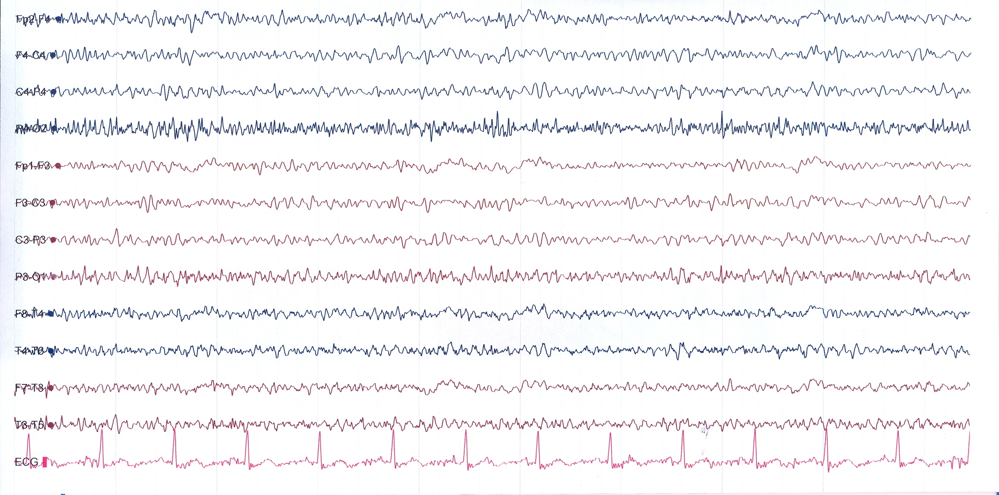 Fp2-F4
F4-C4
C4-P4
P4-O2
Fp1-F3
F3-C3
C3-P3
P3-O1
F8-T4
T4-T6
F7-T3
T3-T5
ECG